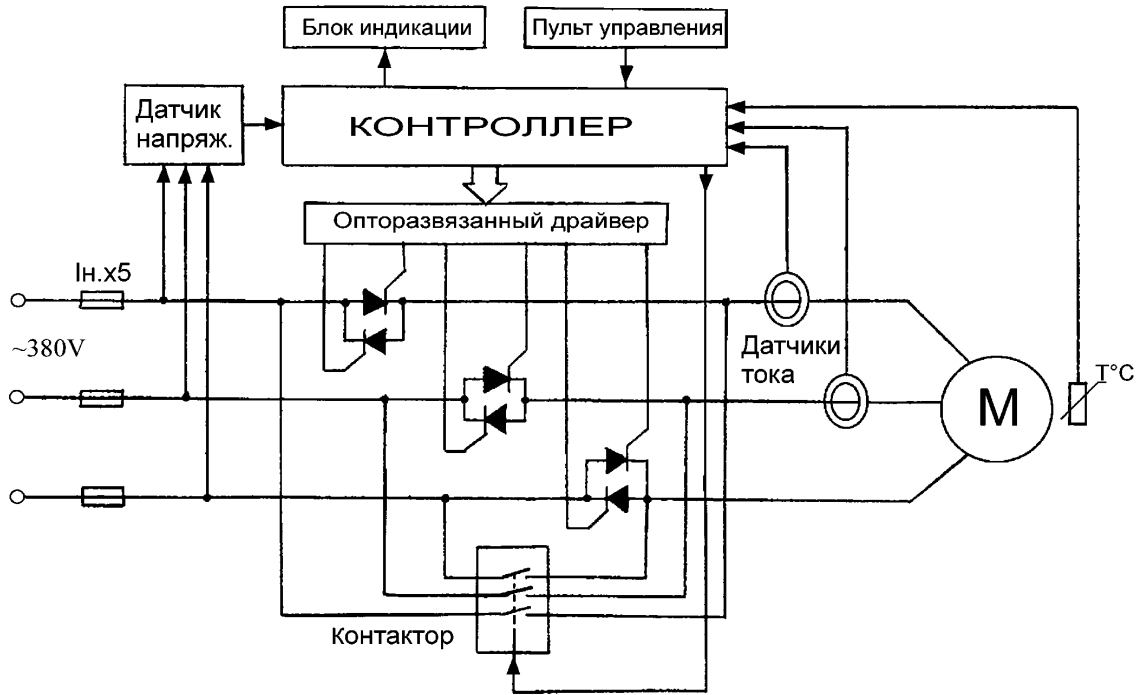 Блок индикации
Пульт управления
Датчик
напряж.
КОНТРОЛЛЕР
Опторазвязанный драйвер
Iн.x5
~380V
Датчики
тока
T°C
M
Контактор